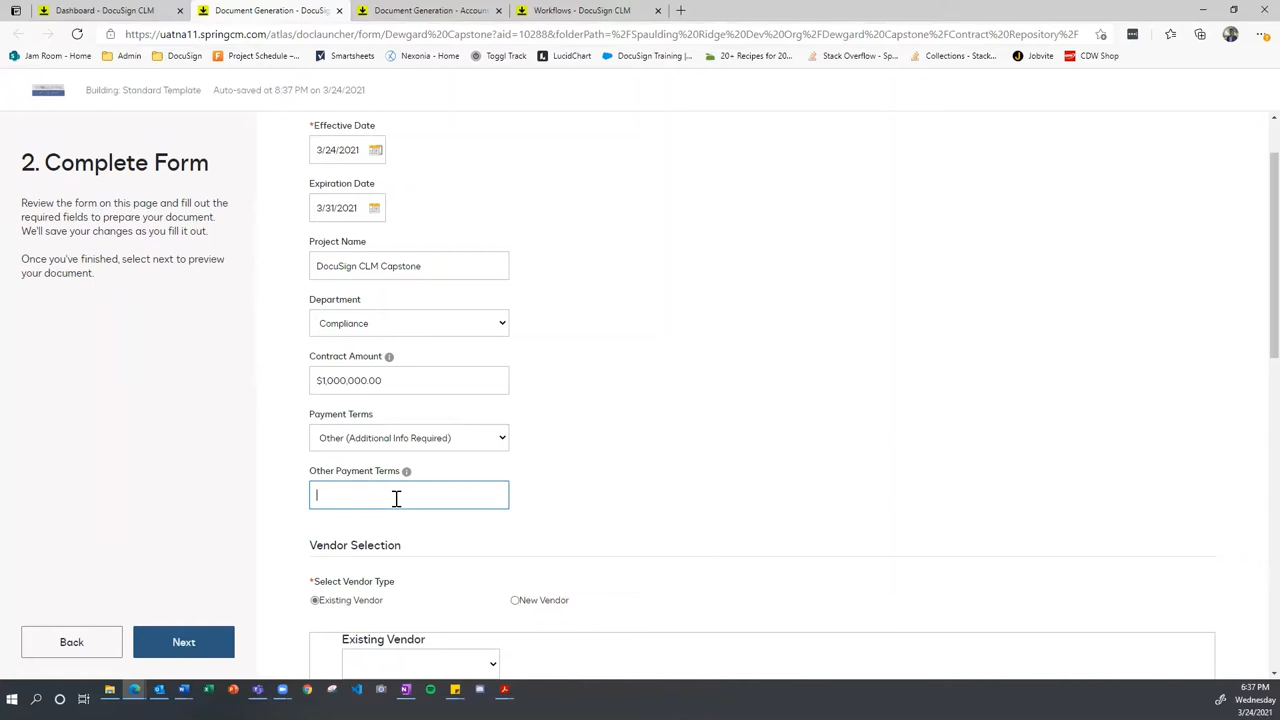 Dashboard - DocuSign CLM
Document Generation - DocuSig
Document Generation - Accoun
Workflows - DocuSign CLM
https://uatna11.springcm.com/atlas/doclauncher/form/Dewgard%20Capstone?aid=10288&folderPath=%2FSpaulding%20Ridge%20Dev%20Org%2FDewgard%20Capstone%2FContract%20Repository%2F
Jam Room - Home
Admin
DocuSign
Project Schedule -...
Smartsheets
Nexonia - Home
Toggl Track
LucidChart
DocuSign Training |...
20+ Recipes for 20...
Stack Overflow - Sp...
Collections - Stack...
Jobvite
CDW Shop
Building: Standard Template
Auto-saved at 8:37 PM on 3/24/2021
2. Complete Form
Review the form on this page and fill out the
required fields to prepare your document.
We'll save your changes as you fill it out.
Once you've finished, select next to preview
your document.
Back
Next
*Effective Date
3/24/2021
Expiration Date
3/31/2021
Project Name
DocuSign CLM Capstone
Department
Compliance
Contract Amount
$1,000,000.00
Payment Terms
Other (Additional Info Required)
Other Payment Terms
Vendor Selection
*Select Vendor Type
Existing Vendor
New Vendor
Existing Vendor
6:37 PM
Wednesday
3/24/2021